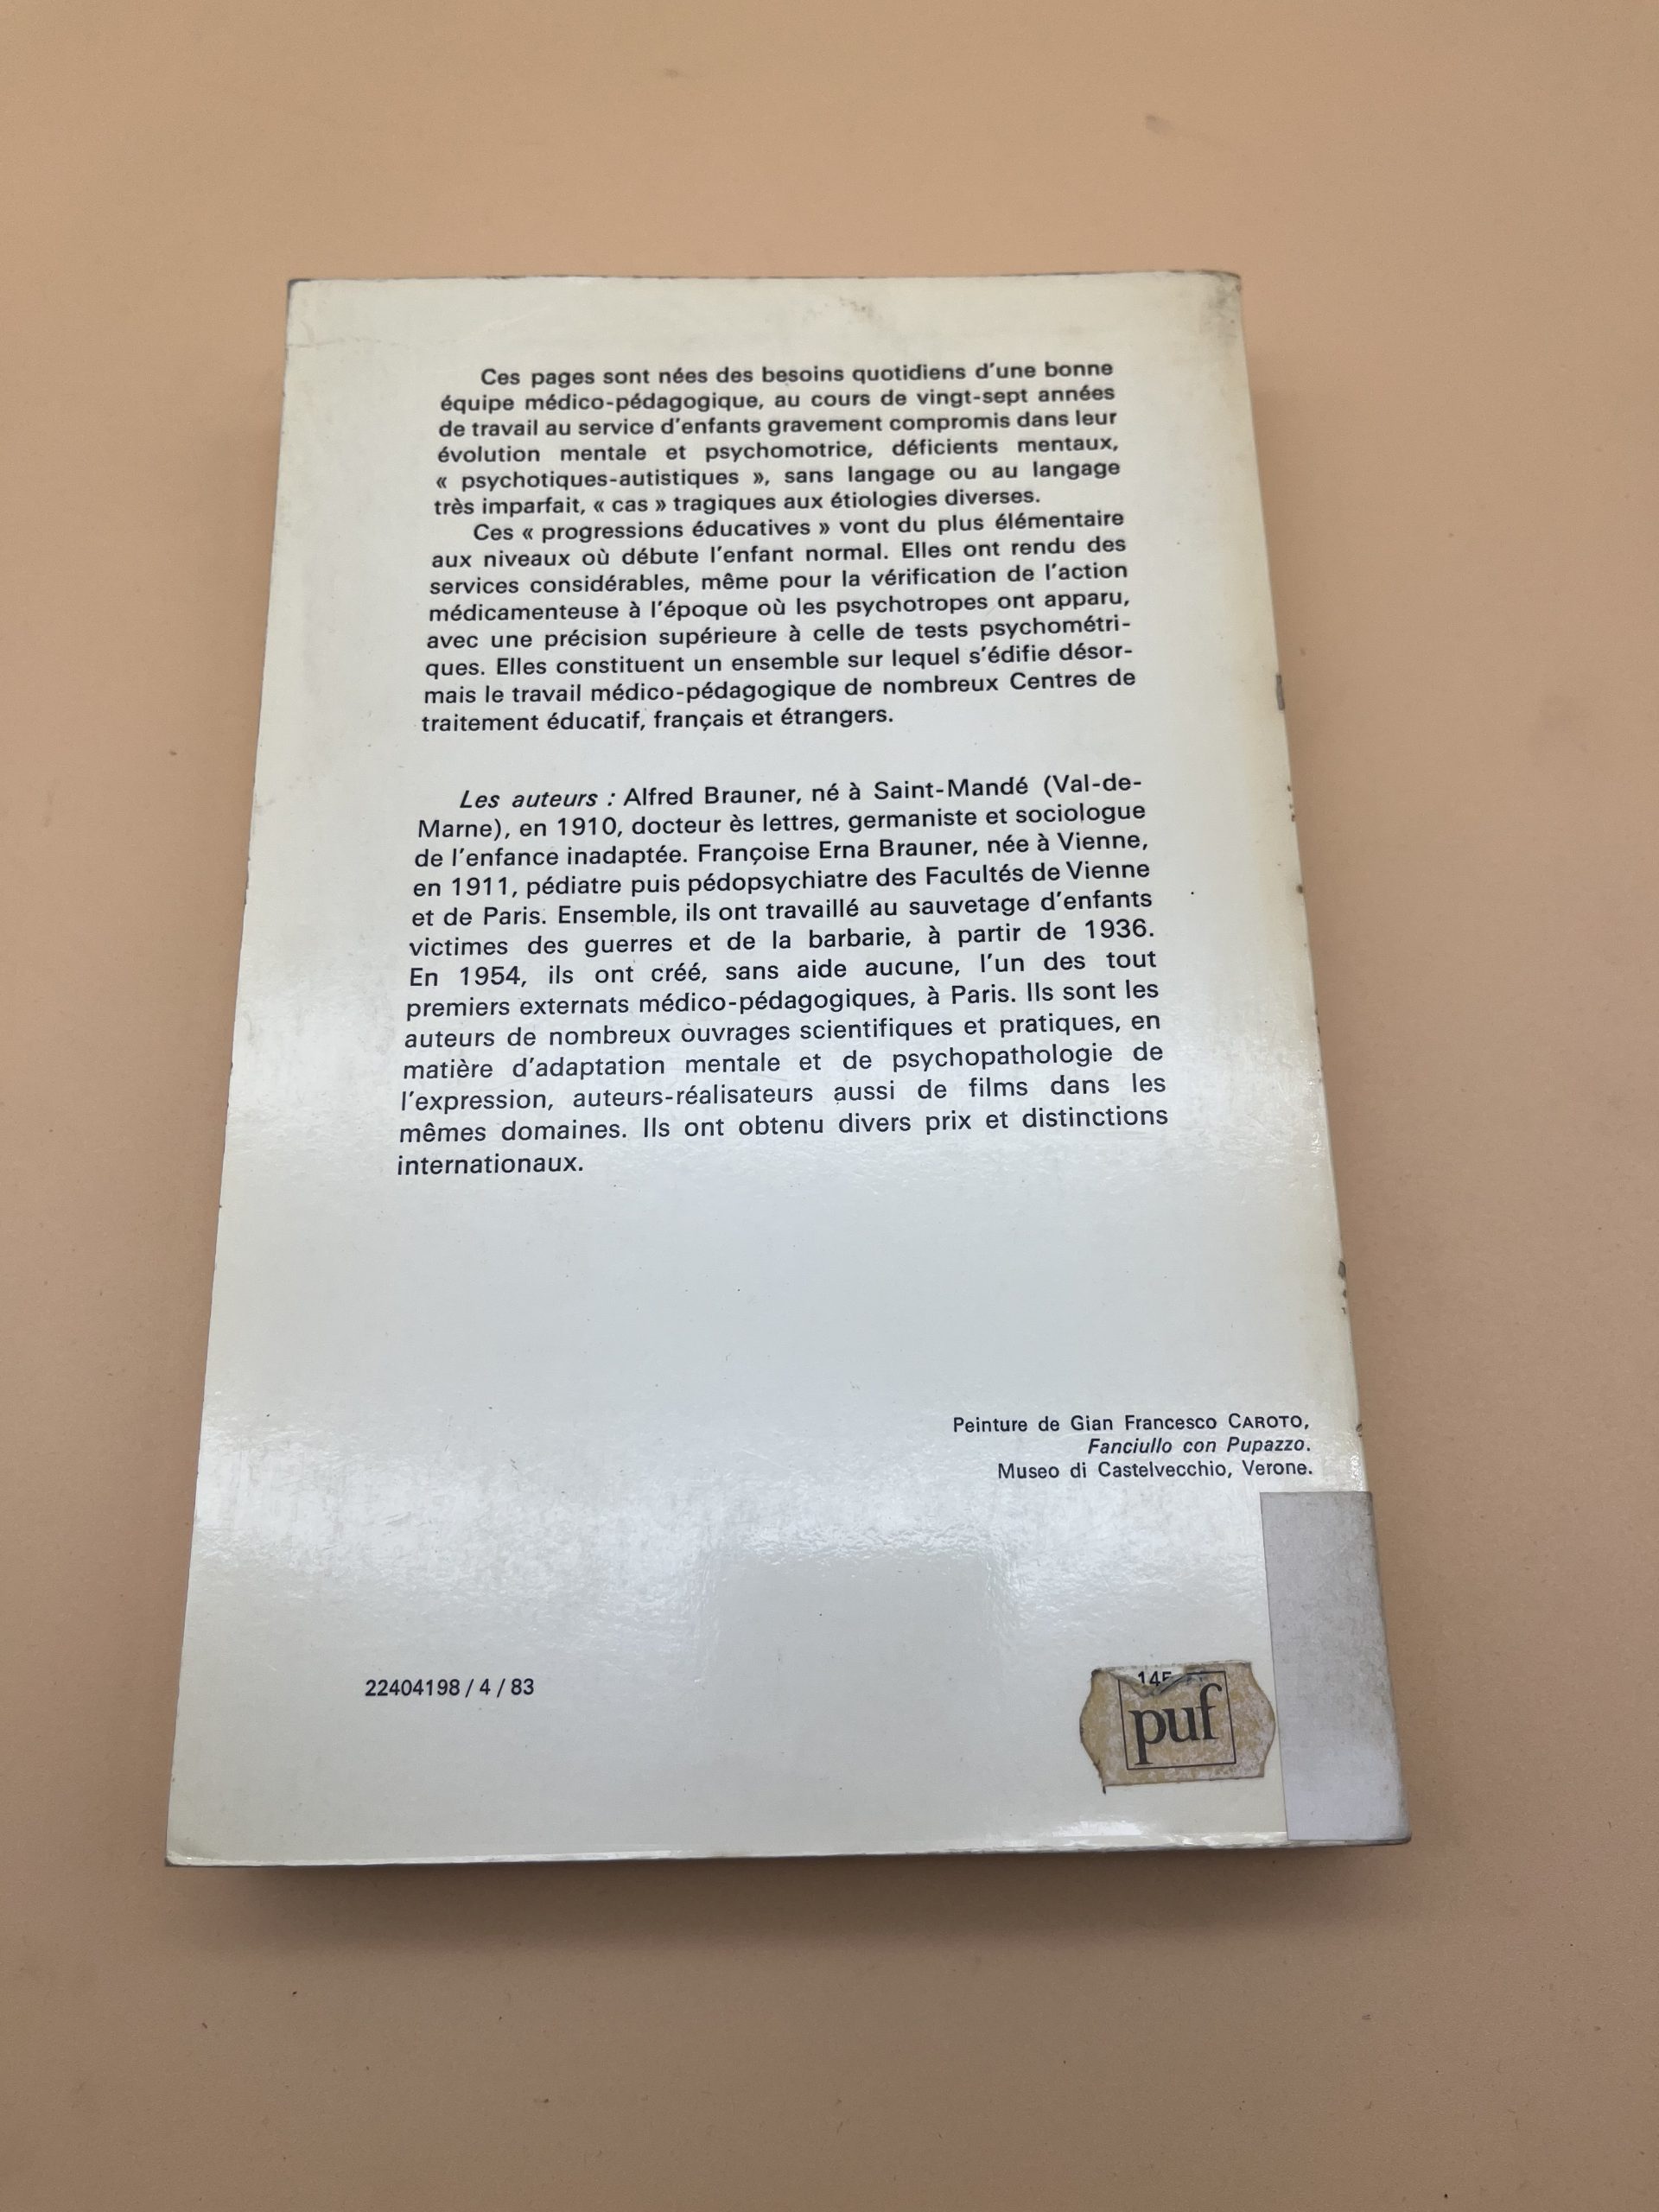 Ces pages sont nées des besoins quotidiens d'une bonne
équipe médico-pédagogique, au cours de vingt-sept années
de travail au service d'enfants gravement compromis dans leur
évolution mentale et psychomotrice, déficients mentaux,
« psychotiques-autistiques », sans langage ou au langage
très imparfait, « cas » tragiques aux étiologies diverses.
Ces « progressions éducatives » vont du plus élémentaire
aux niveaux où débute l'enfant normal. Elles ont rendu des
services considérables, même pour la vérification de l'action
médicamenteuse à l'époque où les psychotropes ont apparu,
avec une précision supérieure à celle de tests psychométri-
ques. Elles constituent un ensemble sur lequel s'édifie désor-
mais le travail médico-pédagogique de nombreux Centres de
traitement éducatif, français et étrangers.
Les auteurs : Alfred Brauner, né à Saint-Mandé (Val-de-
Marne), en 1910, docteur ès lettres, germaniste et sociologue
de l'enfance inadaptée. Françoise Erna Brauner, née à Vienne,
en 1911, pédiatre puis pédopsychiatre des Facultés de Vienne
et de Paris. Ensemble, ils ont travaillé au sauvetage d'enfants
victimes des guerres et de la barbarie, à partir de 1936.
En 1954, ils ont créé, sans aide aucune, l'un des tout
premiers externats médico-pédagogiques, à Paris. Ils sont les
auteurs de nombreux ouvrages scientifiques et pratiques, en
matière d'adaptation mentale et de psychopathologie de
l'expression, auteurs-réalisateurs aussi de films dans les
mêmes domaines. Ils ont obtenu divers prix et distinctions
internationaux.
Peinture de Gian Francesco CAROTO,
Fanciullo con Pupazzo.
Museo di Castelvecchio, Verone.
22404198 / 4 / 83
puf